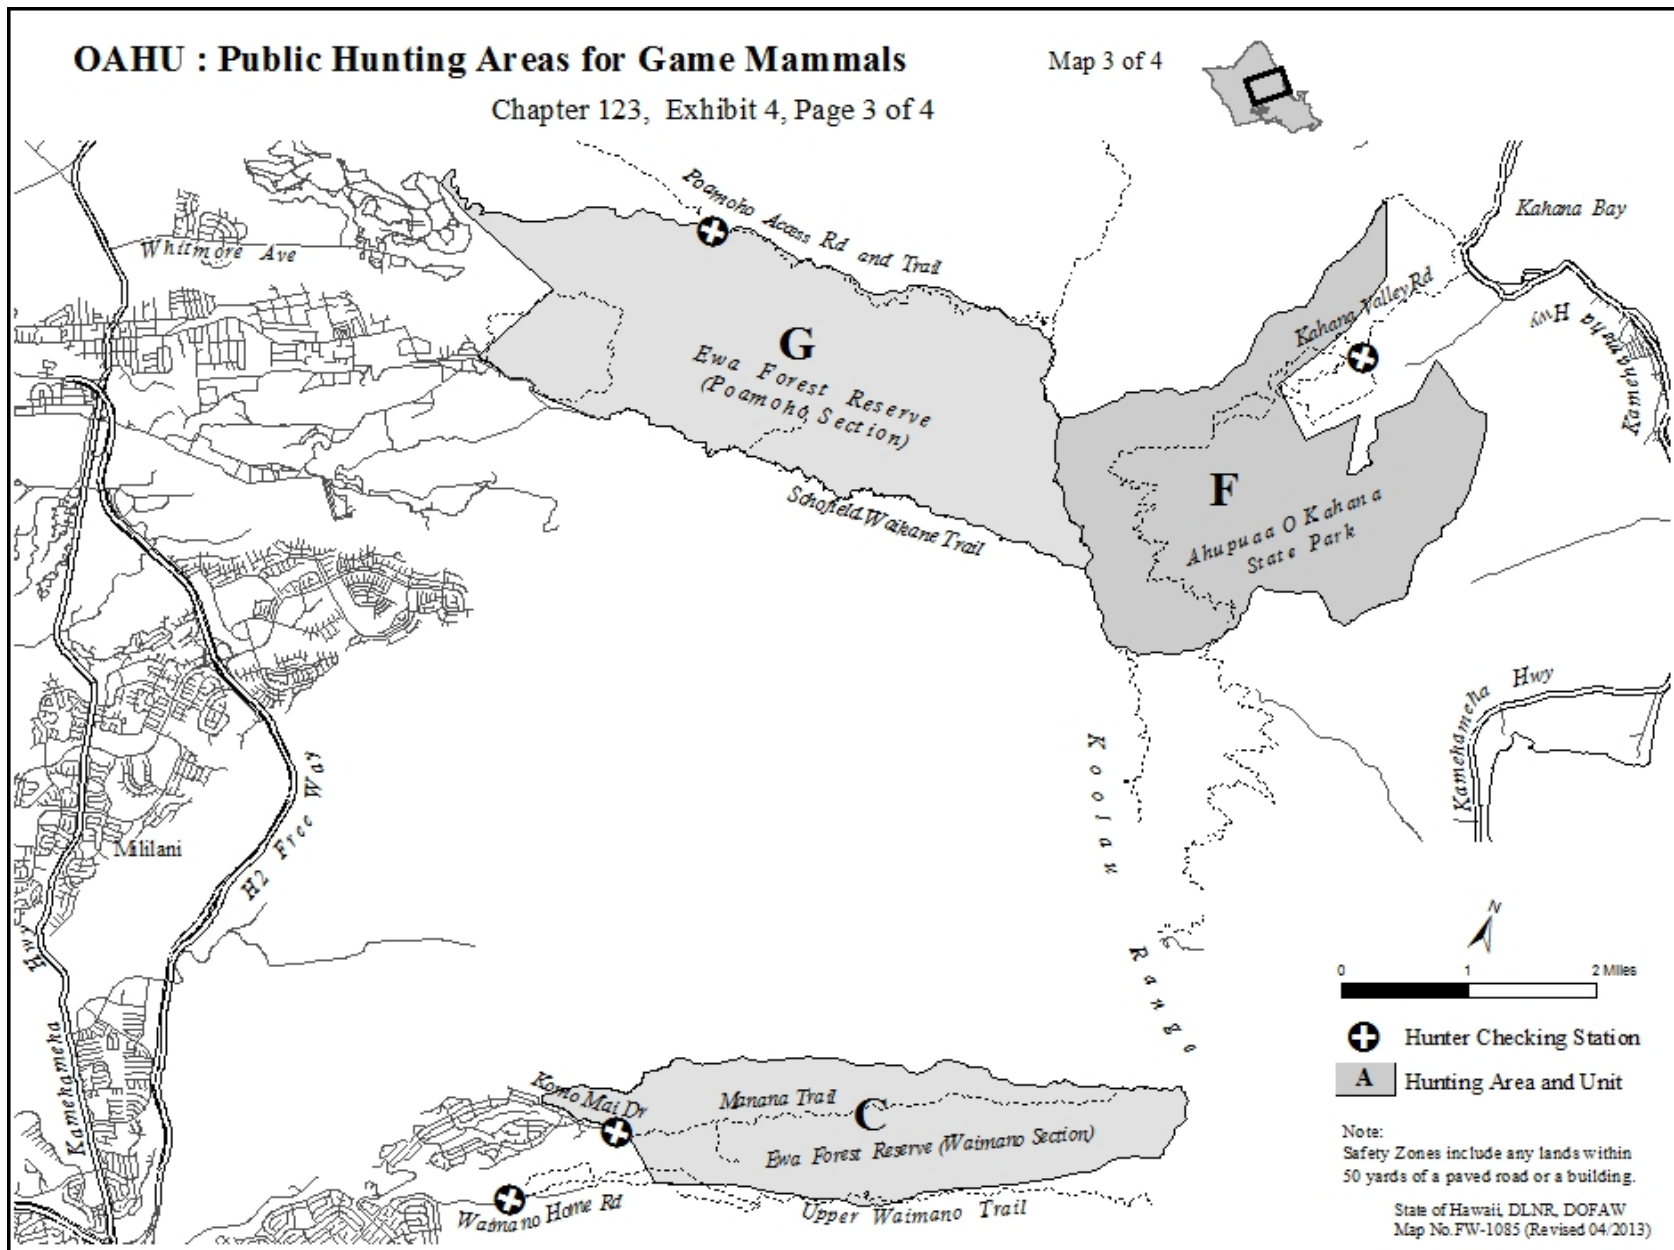 OAHU : Public Hunting Areas for Game Mammals
Map 3 of 4
Chapter 123, Exhibit 4, Page 3 of 4
Poamoho Access Rd and Trail
Kahana Bay
Whitmore Ave
Kahana Valley Rd
Kamehameha Hwy
G
Ewa Forest Reserve
(Poamoho Section)
F
Ahupuaa O Kahana
State Park
Schofield Waikane Trail
Kamehameha Hwy
Koolau Range
Mililani
H2 Free Way
Kamehameha Hwy
N
0 1 2 Miles
Hunter Checking Station
A
Hunting Area and Unit
Komo Mai Dr
Manana Trail
C
Ewa Forest Reserve (Waimano Section)
Waimano Home Rd
Upper Waimano Trail
Note:
Safety Zones include any lands within
50 yards of a paved road or a building.
State of Hawaii, DLNR, DOFAW
Map No.FW-1085 (Revised 04/2013)